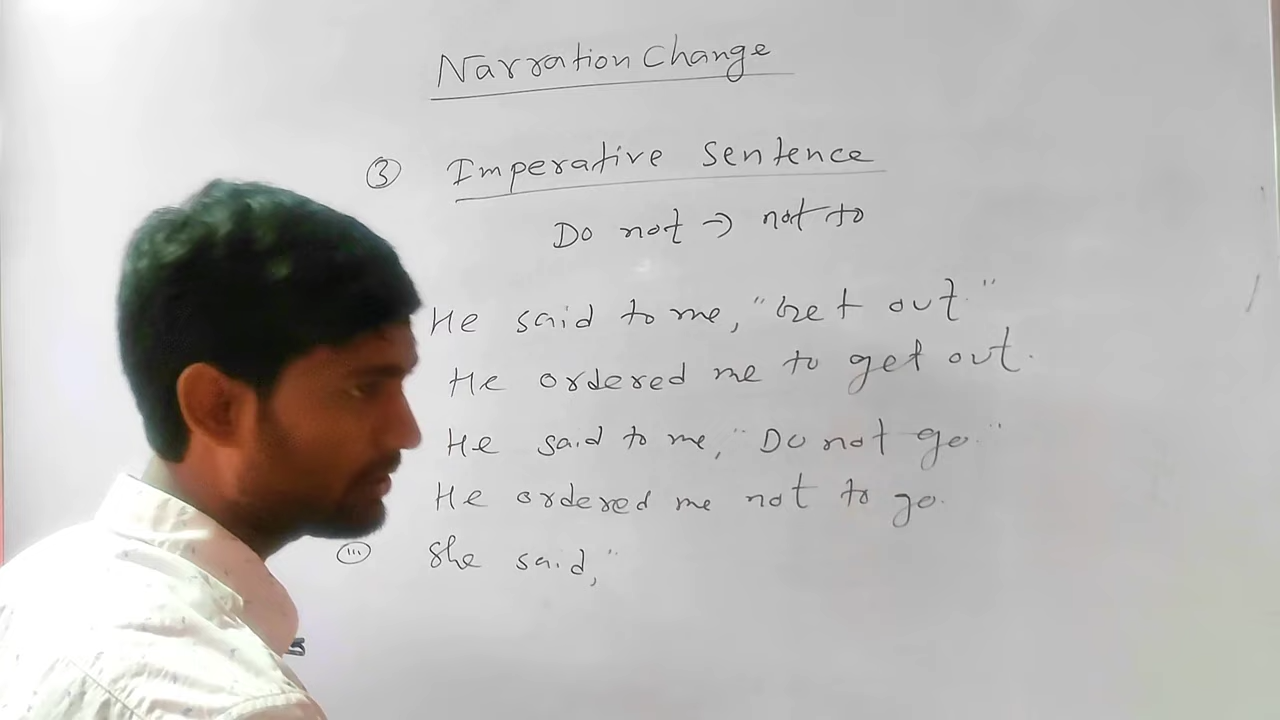 Narration Change
③ Imperative Sentence
Do not → not to
He said to me, "Get out."
He ordered me to get out.
He said to me, "Do not go."
He ordered me not to go.
(iii) She said, "